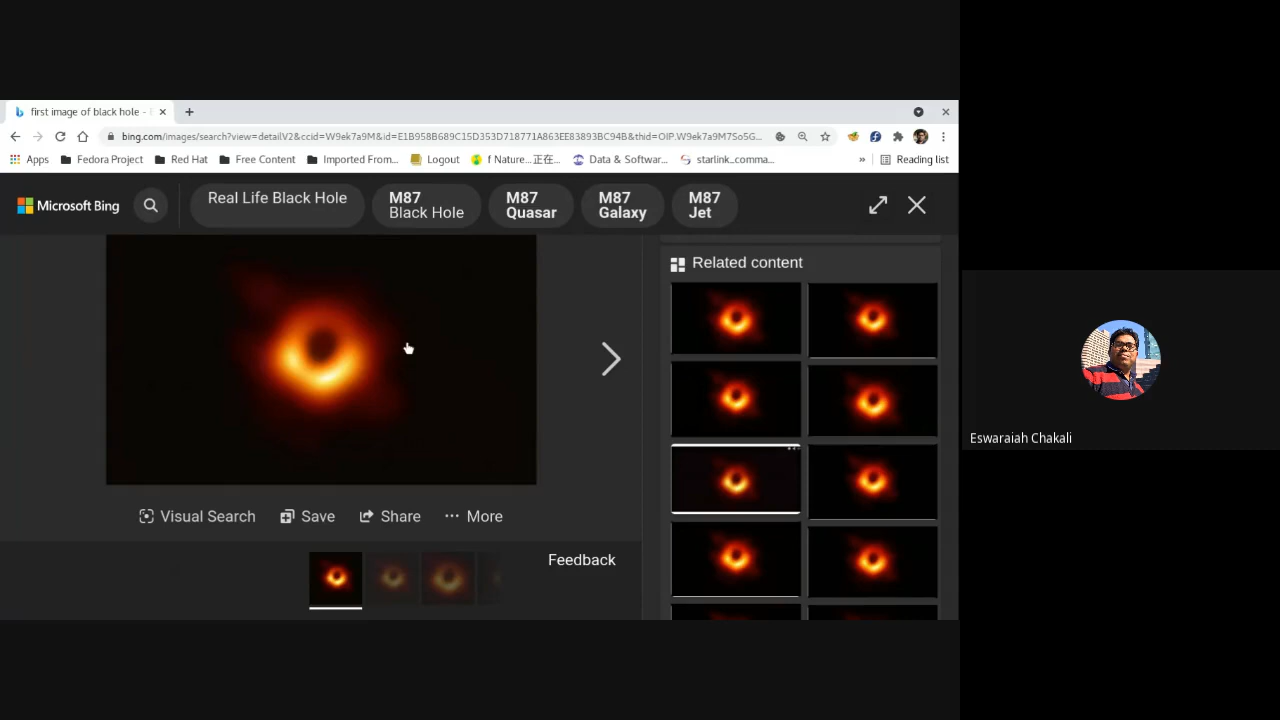 first image of black hole -
bing.com/images/search?view=detailV2&ccid=W9ek7a9M&id=E1B958B689C15D353D718771A863EE83893BC94B&thid=OIP.W9ek7a9M7So5G...
Apps Fedora Project Red Hat Free Content Imported From... Logout f Nature...正在... Data & Softwar... starlink_comma... » Reading list
Microsoft Bing
Real Life Black Hole
M87
Black Hole
M87
Quasar
M87
Galaxy
M87
Jet
Related content
Visual Search Save Share ... More
Feedback
Eswaraiah Chakali